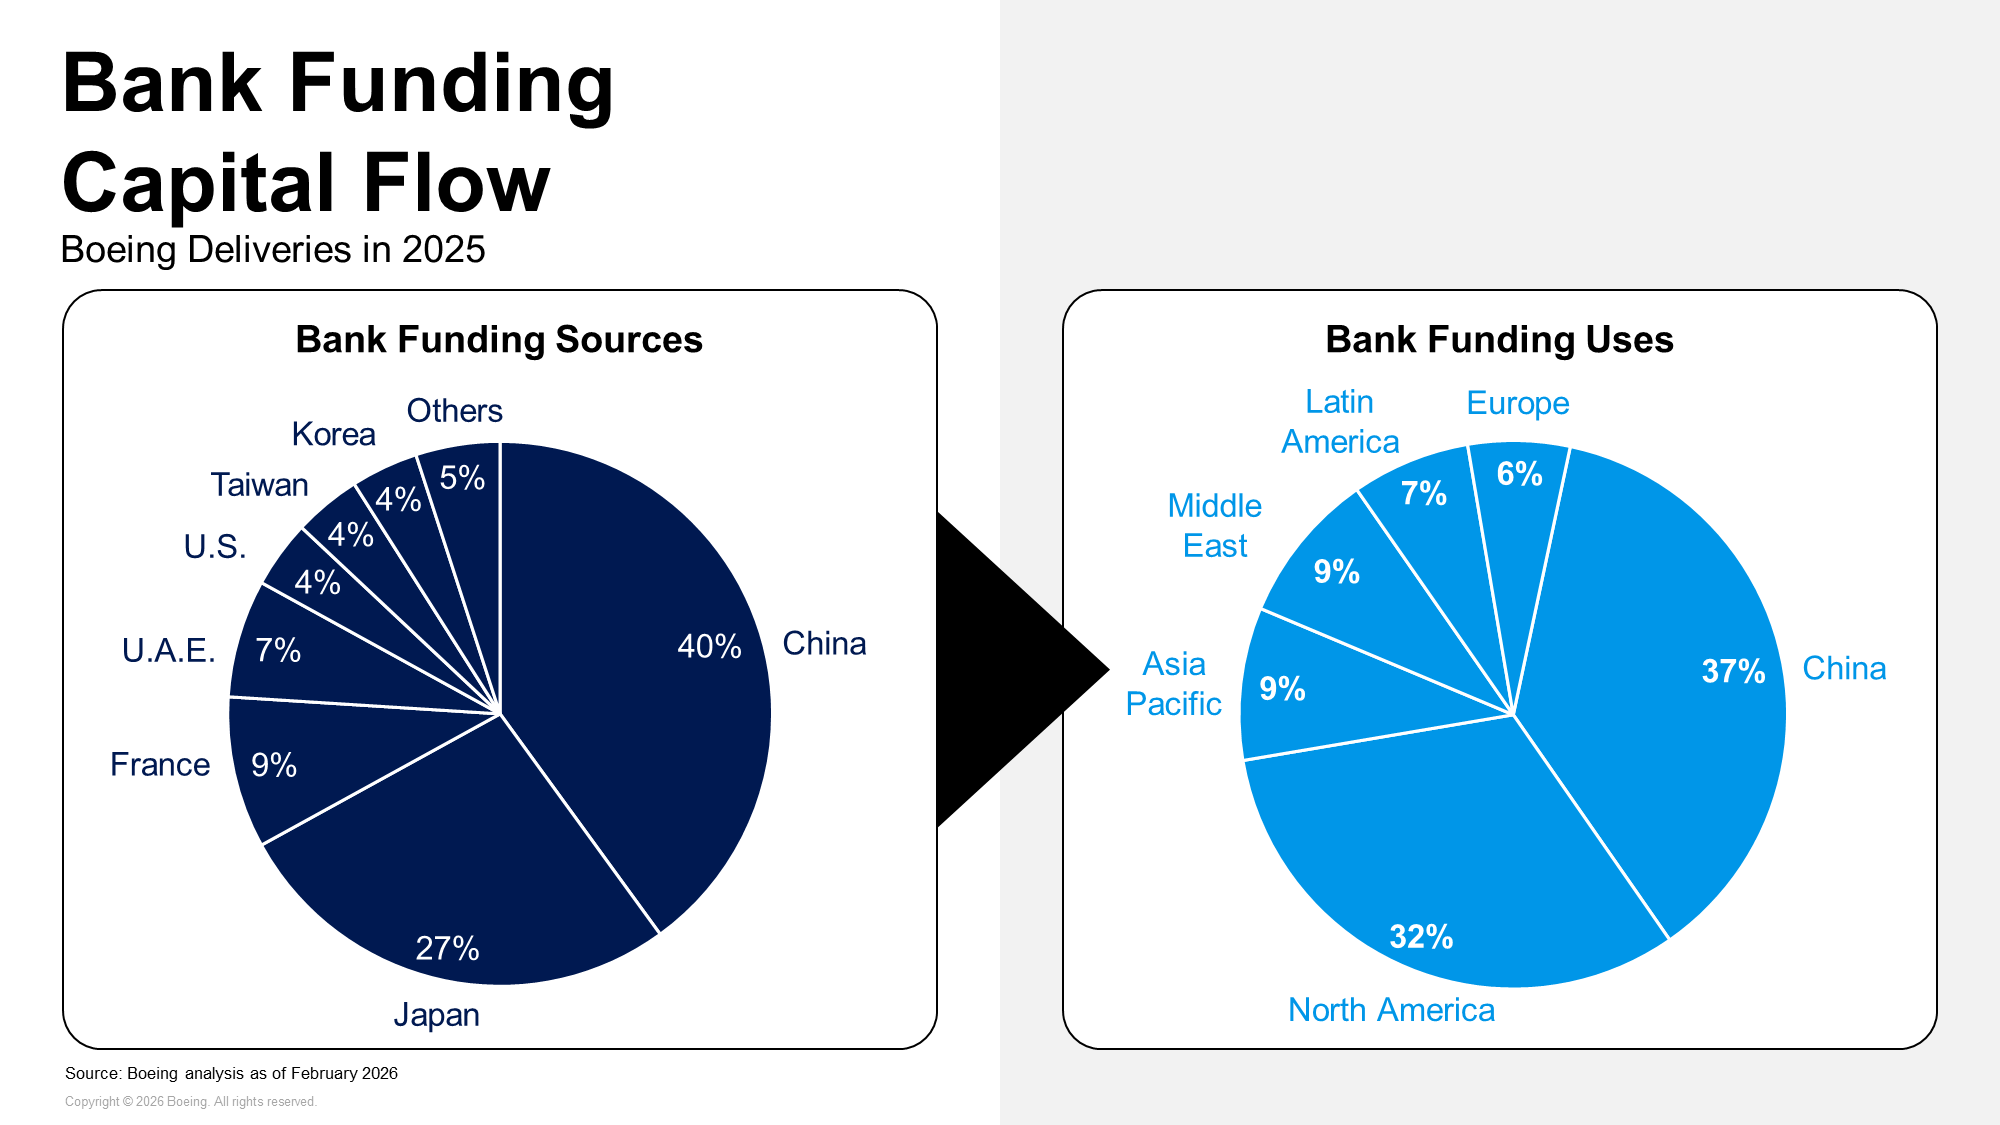 Bank Funding
Capital Flow
Boeing Deliveries in 2025
Bank Funding Sources
Others
Korea
Taiwan
U.S.
U.A.E.
France
Japan
China
5%
4%
4%
4%
7%
9%
27%
40%
Bank Funding Uses
Latin
America
Europe
Middle
East
Asia
Pacific
North America
China
6%
7%
9%
9%
32%
37%
Source: Boeing analysis as of February 2026
Copyright © 2026 Boeing. All rights reserved.